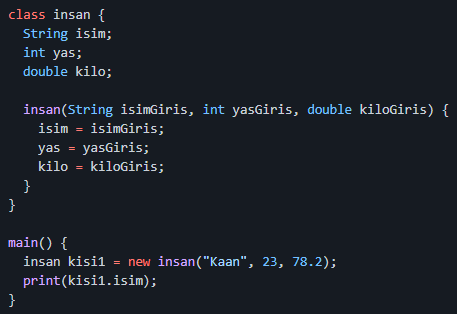 class insan {
  String isim;
  int yas;
  double kilo;

  insan(String isimGiris, int yasGiris, double kiloGiris) {
    isim = isimGiris;
    yas = yasGiris;
    kilo = kiloGiris;
  }
}

main() {
  insan kisi1 = new insan("Kaan", 23, 78.2);
  print(kisi1.isim);
}